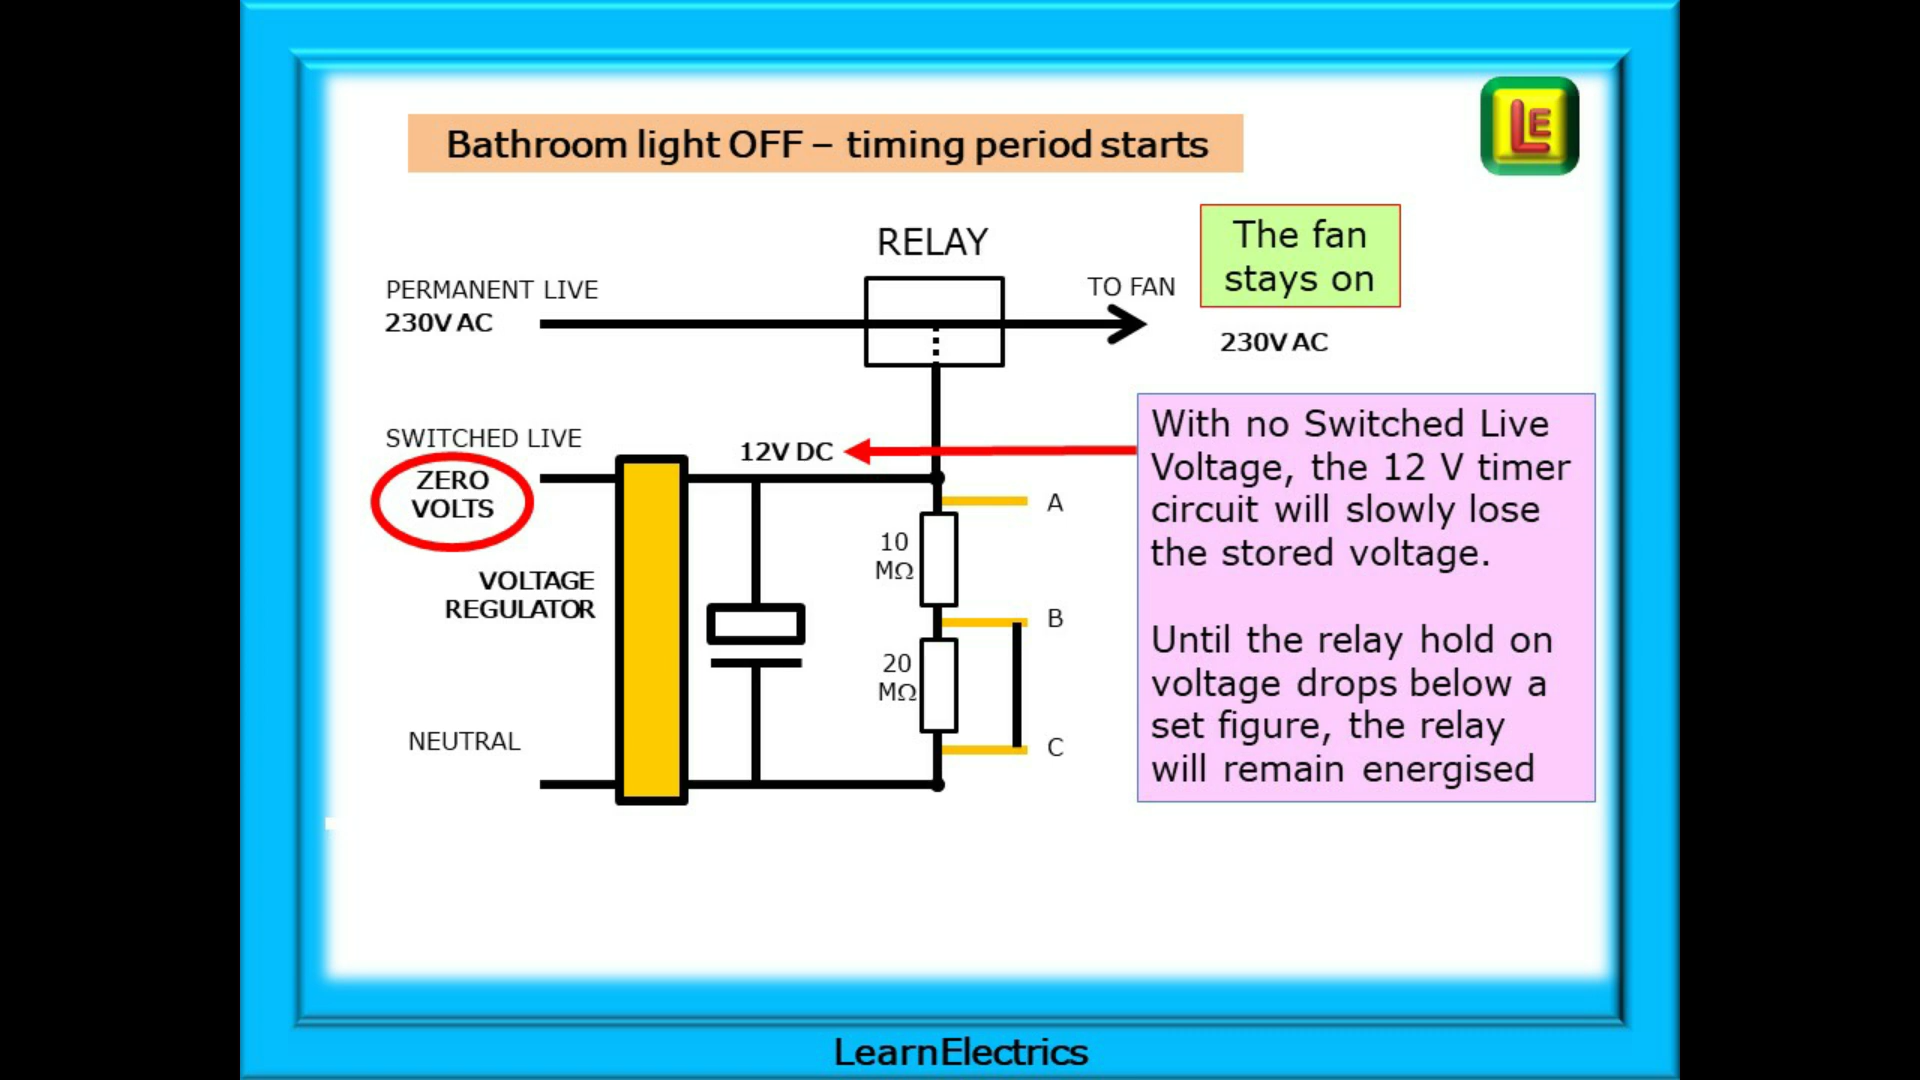 Bathroom light OFF – timing period starts
LE
RELAY
The fan
stays on
PERMANENT LIVE
230V AC
TO FAN
230V AC
SWITCHED LIVE
ZERO
VOLTS
12V DC
With no Switched Live
Voltage, the 12 V timer
circuit will slowly lose
the stored voltage.
Until the relay hold on
voltage drops below a
set figure, the relay
will remain energised
A
10
MΩ
VOLTAGE
REGULATOR
B
20
MΩ
NEUTRAL
C
LearnElectrics